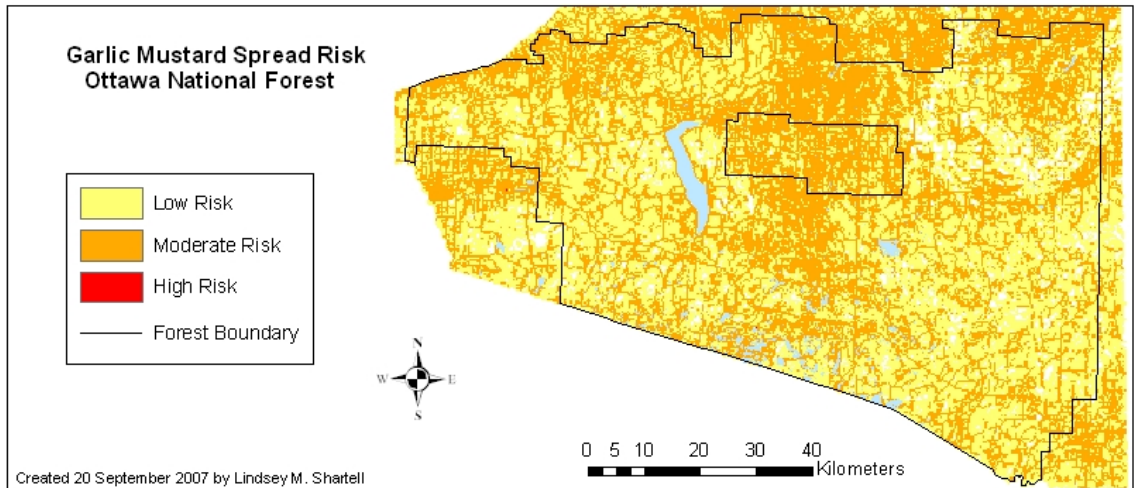 Garlic Mustard Spread Risk
Ottawa National Forest
Low Risk
Moderate Risk
High Risk
Forest Boundary
N
W E
S
0 5 10 20 30 40
Kilometers
Created 20 September 2007 by Lindsey M. Shartell